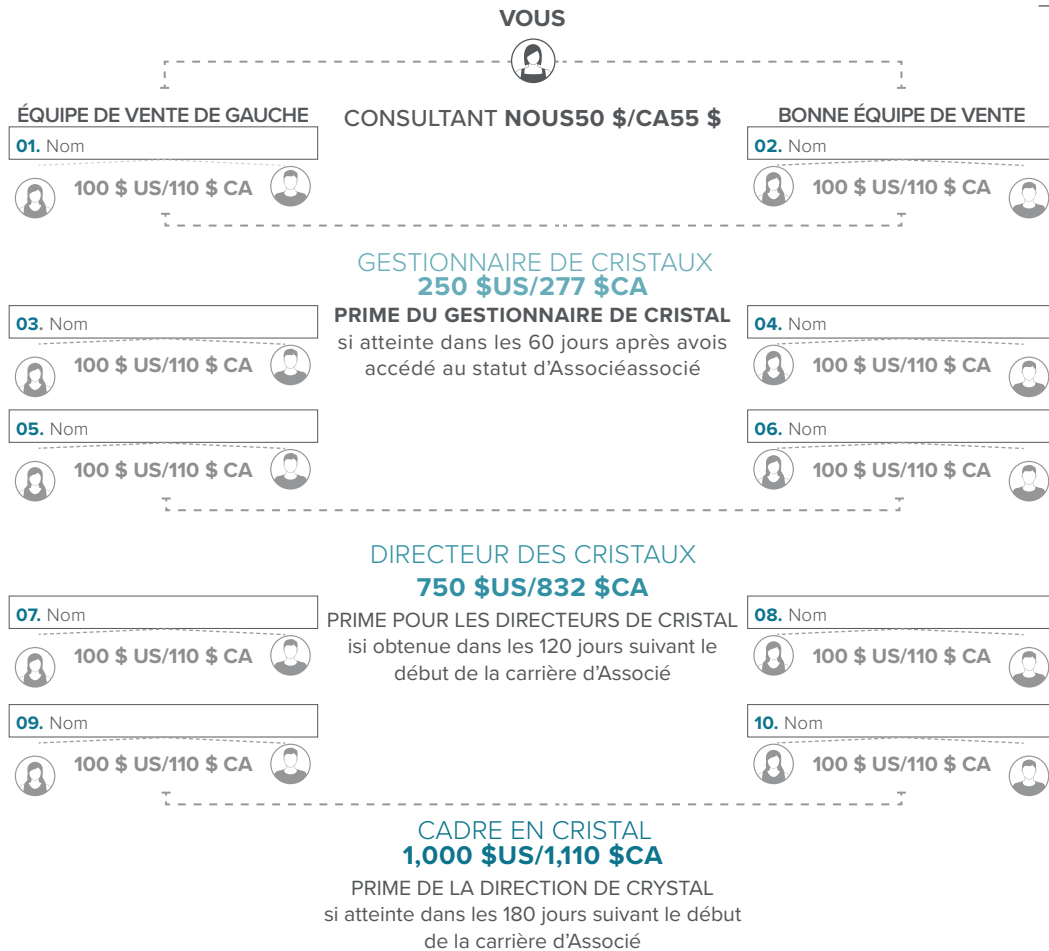 VOUS
ÉQUIPE DE VENTE DE GAUCHE
CONSULTANT NOUS50 $/CA55 $
BONNE ÉQUIPE DE VENTE
01. Nom
02. Nom
100 $ US/110 $ CA
100 $ US/110 $ CA
GESTIONNAIRE DE CRISTAUX
250 $US/277 $CA
PRIME DU GESTIONNAIRE DE CRISTAL
si atteinte dans les 60 jours après avois
accédé au statut d'Associéassocié
03. Nom
04. Nom
100 $ US/110 $ CA
100 $ US/110 $ CA
05. Nom
06. Nom
100 $ US/110 $ CA
100 $ US/110 $ CA
DIRECTEUR DES CRISTAUX
750 $US/832 $CA
PRIME POUR LES DIRECTEURS DE CRISTAL
isi obtenue dans les 120 jours suivant le
début de la carrière d'Associé
07. Nom
08. Nom
100 $ US/110 $ CA
100 $ US/110 $ CA
09. Nom
10. Nom
100 $ US/110 $ CA
100 $ US/110 $ CA
CADRE EN CRISTAL
1,000 $US/1,110 $CA
PRIME DE LA DIRECTION DE CRYSTAL
si atteinte dans les 180 jours suivant le début
de la carrière d'Associé